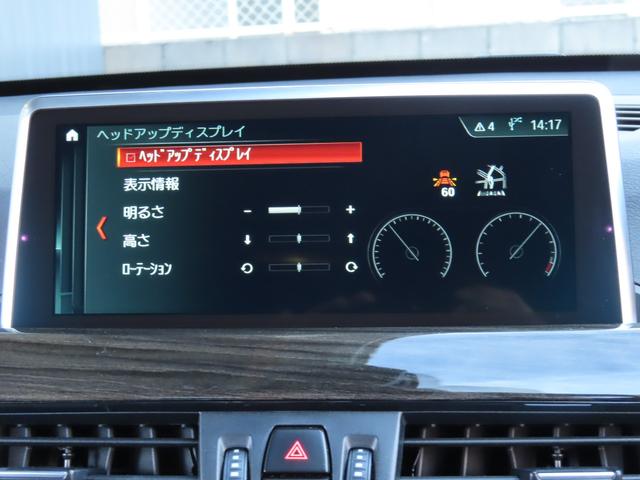 ヘッドアップディスプレイ
4 14:17
ﾍｯﾄﾞｱｯﾌﾟﾃﾞｨｽﾌﾟﾚｲ
表示情報
明るさ - +
60
高さ
ﾛｰﾃｰｼｮﾝ